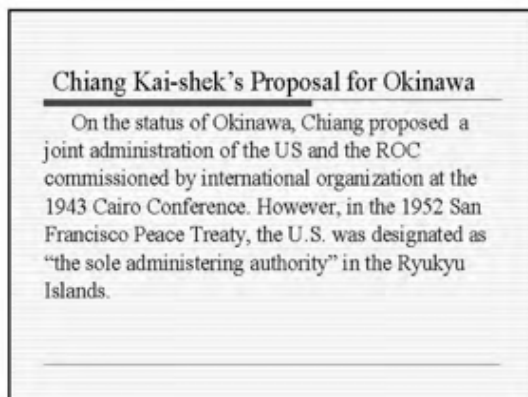 Chiang Kai-shek's Proposal for Okinawa
On the status of Okinawa, Chiang proposed a
joint administration of the US and the ROC
commissioned by international organization at the
1943 Cairo Conference. However, in the 1952 San
Francisco Peace Treaty, the U.S. was designated as
“the sole administering authority” in the Ryukyu
Islands.